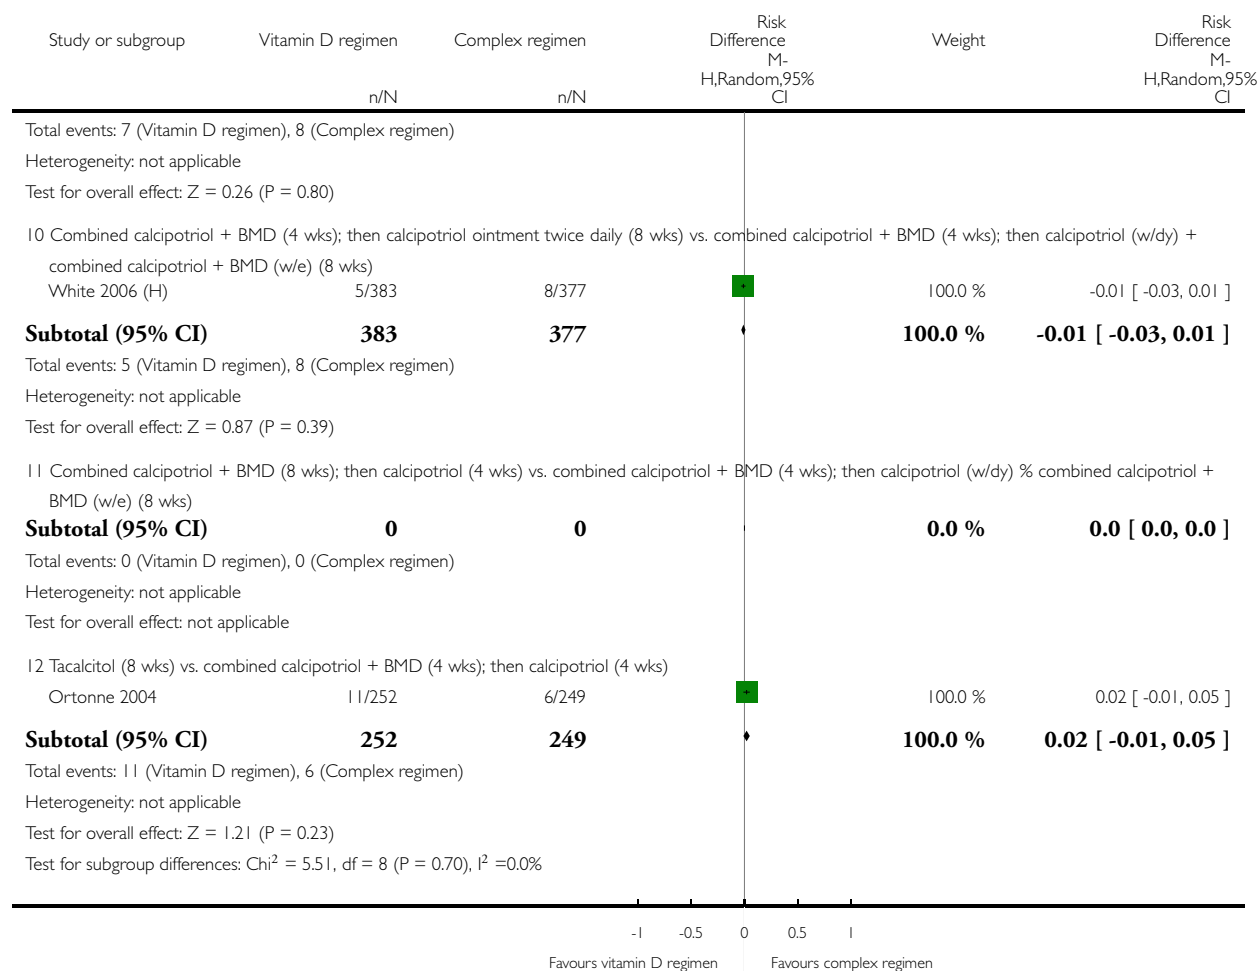 Study or subgroup Vitamin D regimen Complex regimen Risk Difference Weight Risk Difference
M-H,Random,95% CI M-H,Random,95% CI
n/N n/N
Total events: 7 (Vitamin D regimen), 8 (Complex regimen)
Heterogeneity: not applicable
Test for overall effect: Z = 0.26 (P = 0.80)
10 Combined calcipotriol + BMD (4 wks); then calcipotriol ointment twice daily (8 wks) vs. combined calcipotriol + BMD (4 wks); then calcipotriol (w/dy) +
combined calcipotriol + BMD (w/e) (8 wks)
White 2006 (H) 5/383 8/377 100.0 % -0.01 [ -0.03, 0.01 ]
Subtotal (95% CI) 383 377 100.0 % -0.01 [ -0.03, 0.01 ]
Total events: 5 (Vitamin D regimen), 8 (Complex regimen)
Heterogeneity: not applicable
Test for overall effect: Z = 0.87 (P = 0.39)
11 Combined calcipotriol + BMD (8 wks); then calcipotriol (4 wks) vs. combined calcipotriol + BMD (4 wks); then calcipotriol (w/dy) % combined calcipotriol +
BMD (w/e) (8 wks)
Subtotal (95% CI) 0 0 0.0 % 0.0 [ 0.0, 0.0 ]
Total events: 0 (Vitamin D regimen), 0 (Complex regimen)
Heterogeneity: not applicable
Test for overall effect: not applicable
12 Tacalcitol (8 wks) vs. combined calcipotriol + BMD (4 wks); then calcipotriol (4 wks)
Ortonne 2004 11/252 6/249 100.0 % 0.02 [ -0.01, 0.05 ]
Subtotal (95% CI) 252 249 100.0 % 0.02 [ -0.01, 0.05 ]
Total events: 11 (Vitamin D regimen), 6 (Complex regimen)
Heterogeneity: not applicable
Test for overall effect: Z = 1.21 (P = 0.23)
Test for subgroup differences: Chi² = 5.51, df = 8 (P = 0.70), I² =0.0%
-1 -0.5 0 0.5 1
Favours vitamin D regimen Favours complex regimen